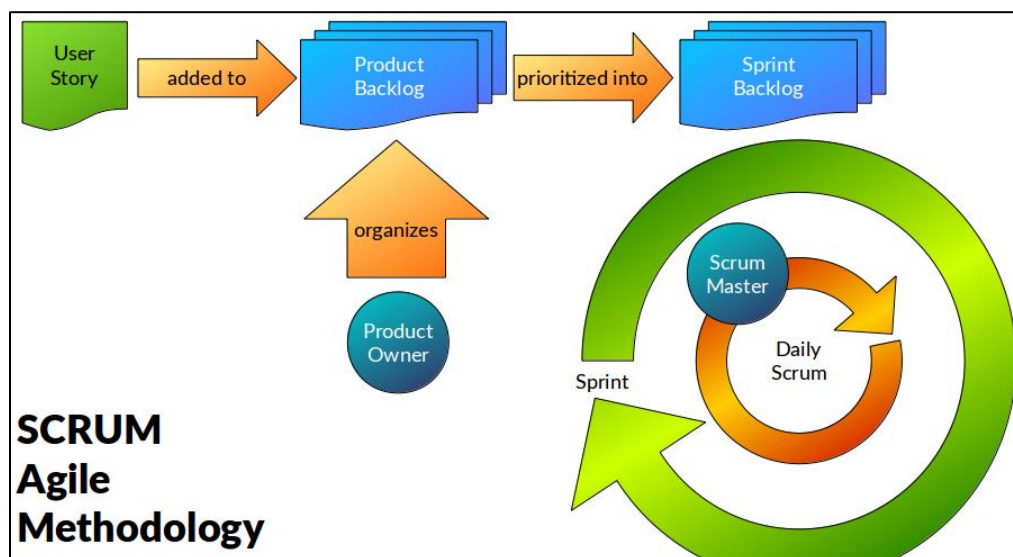 User
Story
added to
Product
Backlog
prioritized into
Sprint
Backlog
organizes
Product
Owner
Scrum
Master
Daily
Scrum
Sprint
SCRUM
Agile
Methodology